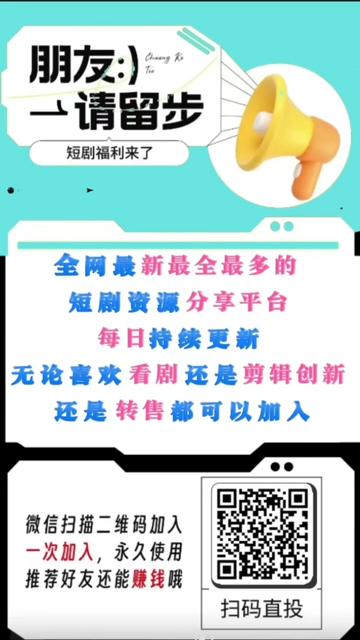 朋友:)
Chuang Ke
Tee
请留步
短剧福利来了
全网最新最全最多的
短剧资源分享平台
每日持续更新
无论喜欢看剧还是剪辑创新
还是转售都可以加入
微信扫描二维码加入
一次加入，永久使用
推荐好友还能赚钱哦
扫码直投